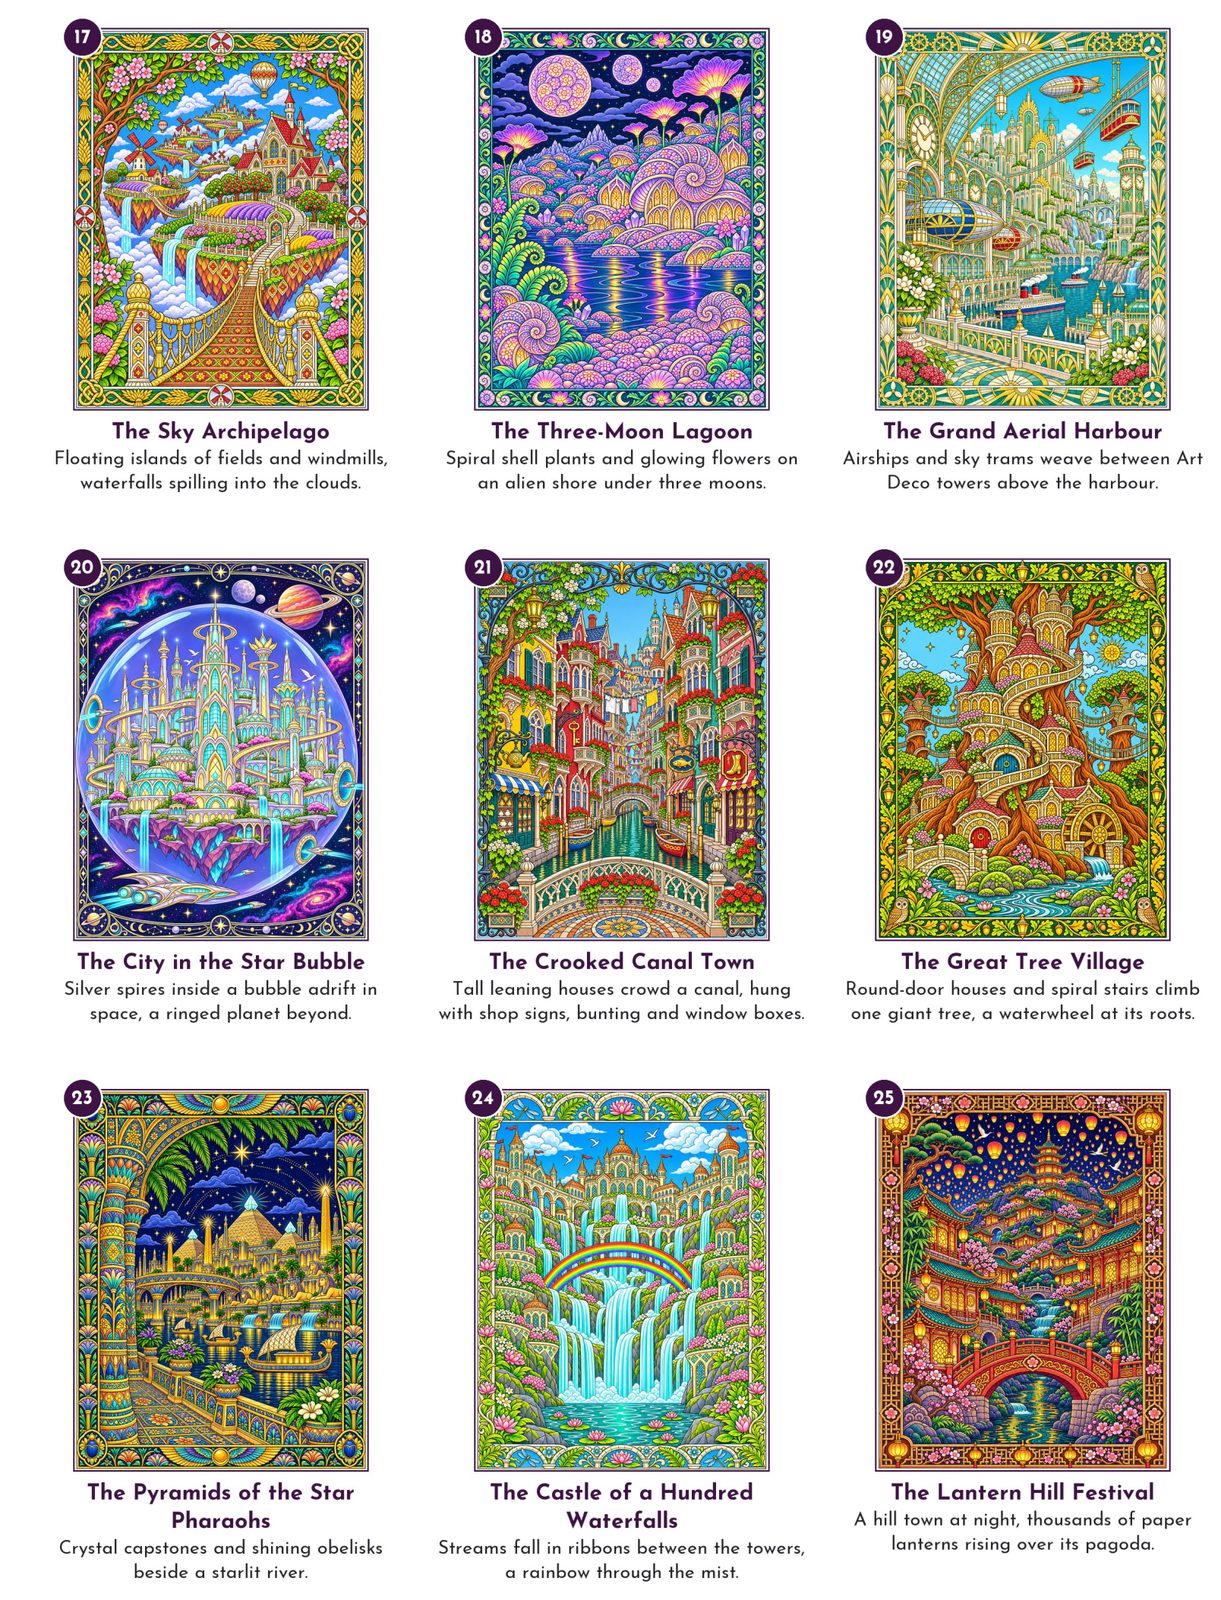 17
18
19
The Sky Archipelago
Floating islands of fields and windmills,
waterfalls spilling into the clouds.
The Three-Moon Lagoon
Spiral shell plants and glowing flowers on
an alien shore under three moons.
The Grand Aerial Harbour
Airships and sky trams weave between Art
Deco towers above the harbour.
20
21
22
The City in the Star Bubble
Silver spires inside a bubble adrift in
space, a ringed planet beyond.
The Crooked Canal Town
Tall leaning houses crowd a canal, hung
with shop signs, bunting and window boxes.
The Great Tree Village
Round-door houses and spiral stairs climb
one giant tree, a waterwheel at its roots.
23
24
25
The Pyramids of the Star
Pharaohs
Crystal capstones and shining obelisks
beside a starlit river.
The Castle of a Hundred
Waterfalls
Streams fall in ribbons between the towers,
a rainbow through the mist.
The Lantern Hill Festival
A hill town at night, thousands of paper
lanterns rising over its pagoda.